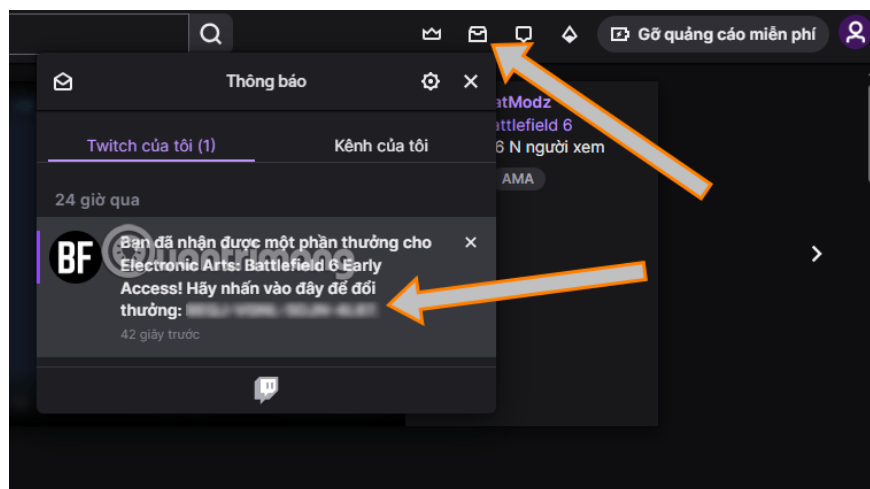 Gỡ quảng cáo miễn phí
Thông báo
Twitch của tôi (1)
Kênh của tôi
24 giờ qua
BF
Bạn đã nhận được một phần thưởng cho
Electronic Arts: Battlefield 6 Early
Access! Hãy nhấn vào đây để đổi
thưởng:
42 giây trước
Quantrimang
atModz
attlefield 6
6 N người xem
AMA